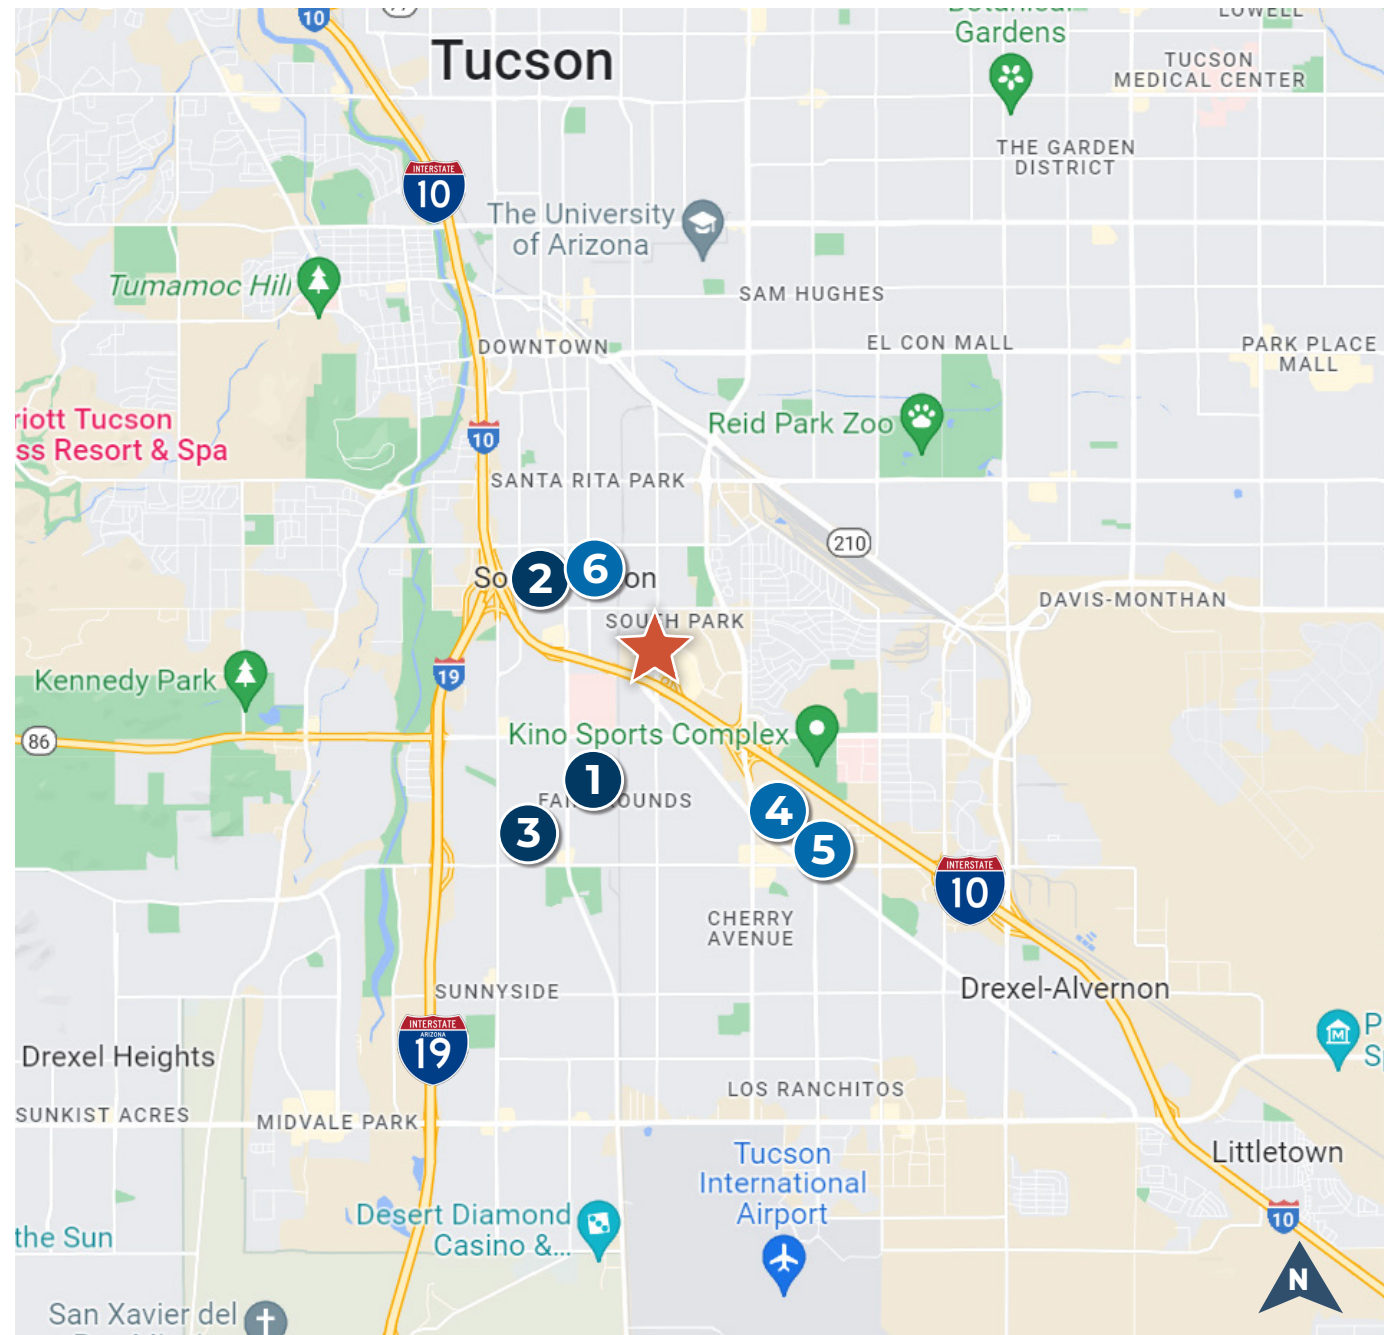 10
77
Botanical
Gardens
LOWELL
Tucson
TUCSON
MEDICAL CENTER
THE GARDEN
DISTRICT
INTERSTATE
10
The University
of Arizona
Tumamoc Hill
SAM HUGHES
DOWNTOWN
EL CON MALL
PARK PLACE
MALL
riott Tucson
ss Resort & Spa
Reid Park Zoo
10
SANTA RITA PARK
210
So
2
6
on
DAVIS-MONTHAN
SOUTH PARK
Kennedy Park
19
86
Kino Sports Complex
1
FAIRGROUNDS
3
4
5
INTERSTATE
10
CHERRY
AVENUE
SUNNYSIDE
Drexel-Alvernon
INTERSTATE
ARIZONA
19
P
S
Drexel Heights
LOS RANCHITOS
SUNKIST ACRES
MIDVALE PARK
Tucson
International
Airport
Littletown
Desert Diamond
Casino &...
10
the Sun
N
San Xavier del